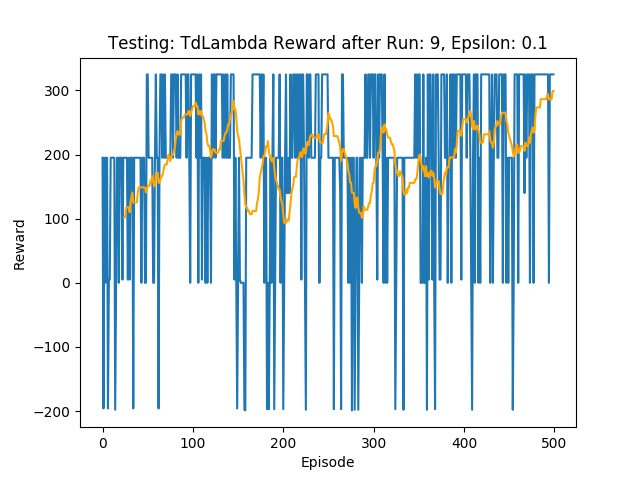 Testing: TdLambda Reward after Run: 9, Epsilon: 0.1
300
200
100
0
−100
−200
Reward
0 100 200 300 400 500
Episode